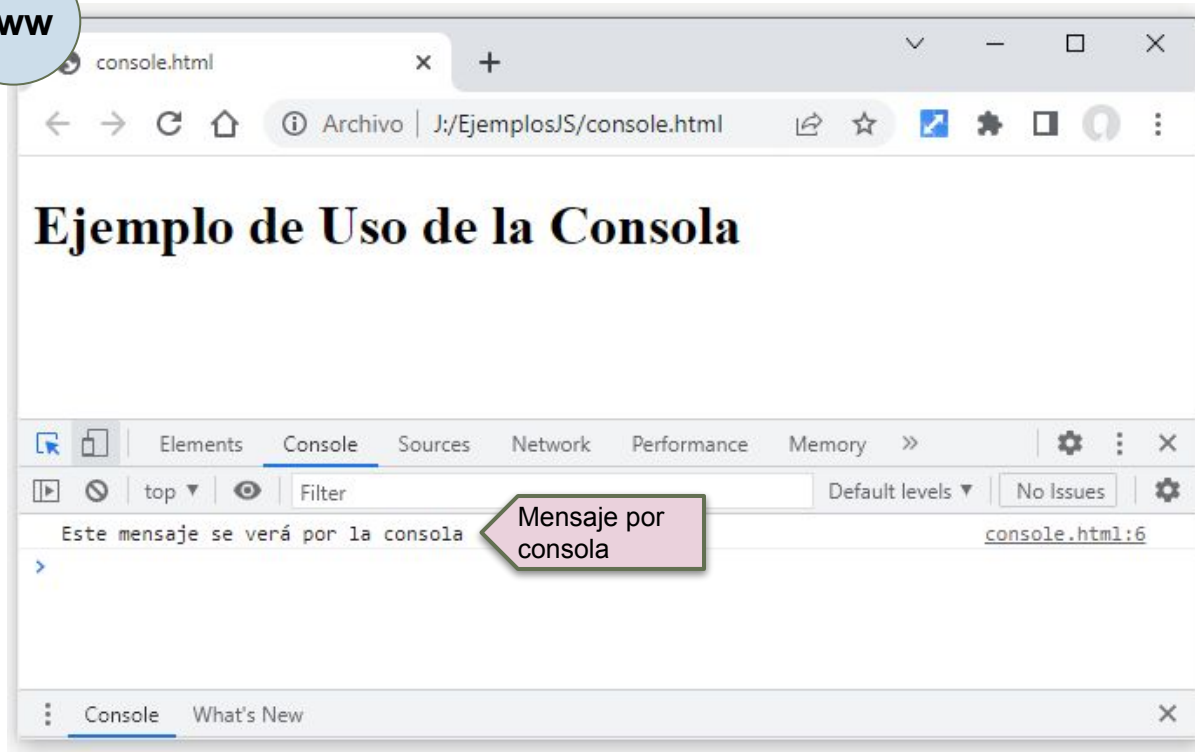 ww
console.html
Archivo | J:/EjemplosJS/console.html
Ejemplo de Uso de la Consola
Elements Console Sources Network Performance Memory
top Filter Default levels No Issues
Este mensaje se verá por la consola console.html:6
Mensaje por
consola
Console What's New